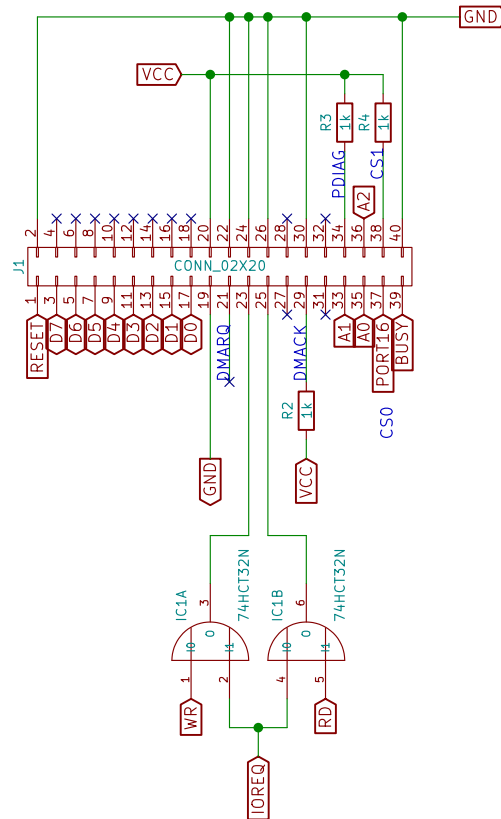 GND
VCC
R3
1k
R4
1k
PDIAG
CS1
A2
2
4
6
8
10
12
14
16
18
20
22
24
26
28
30
32
34
36
38
40
J1
CONN_02X20
1
3
5
7
9
11
13
15
17
19
21
23
25
27
29
31
33
35
37
39
RESET
D7
D6
D5
D4
D3
D2
D1
D0
DMARQ
DMACK
A1
A0
PORT16
BUSY
R2
1k
CS0
GND
VCC
IC1A
3
74HCT32N
IC1B
6
74HCT32N
O
I0
I1
O
I0
I1
1
2
4
5
WR
RD
IOREQ